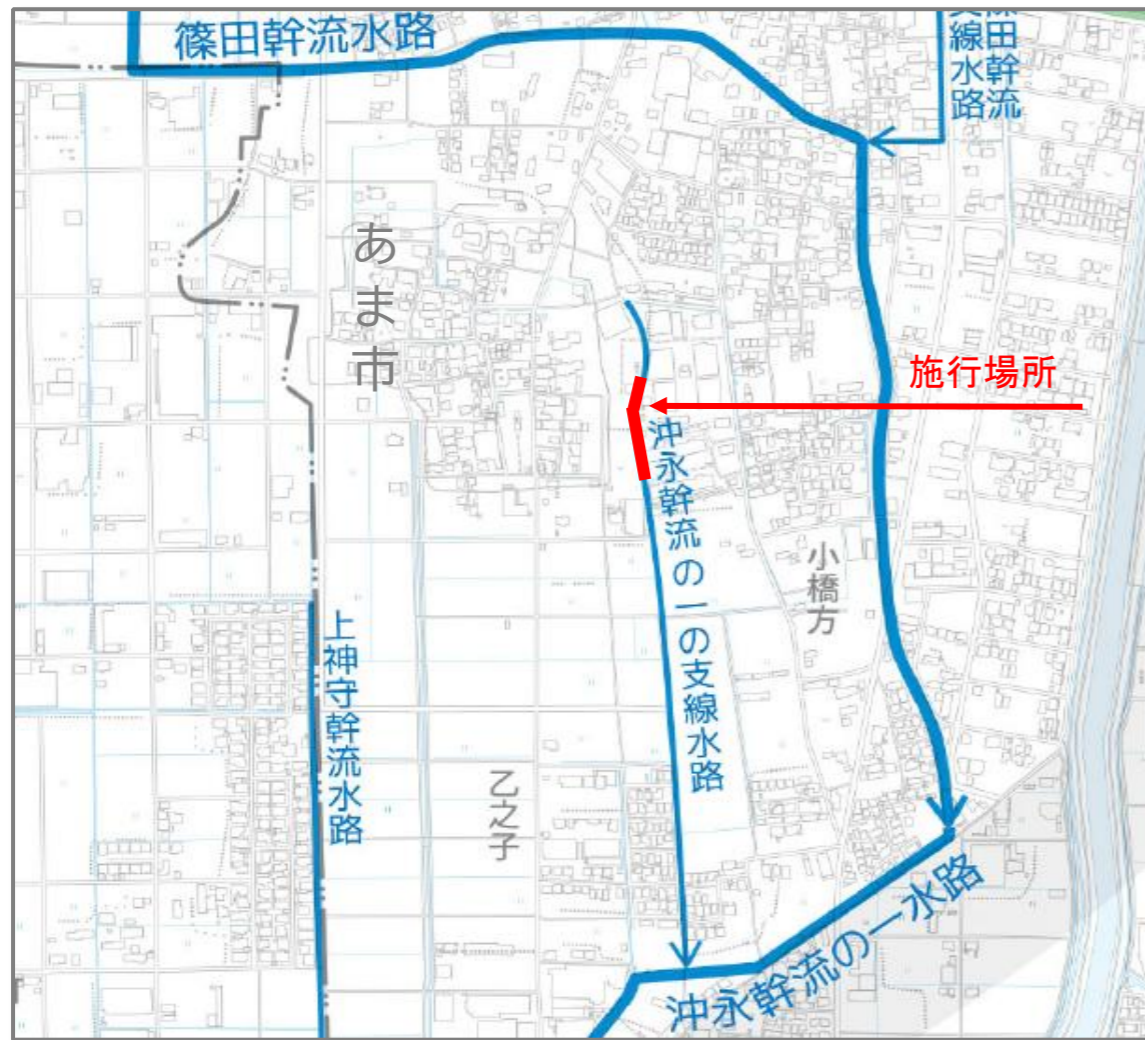 篠田幹流水路
篠田幹流
支線水路
あま市
施行場所
沖永幹流の一の支線水路
小橋方
上神守幹流水路
乙之子
沖永幹流の一水路